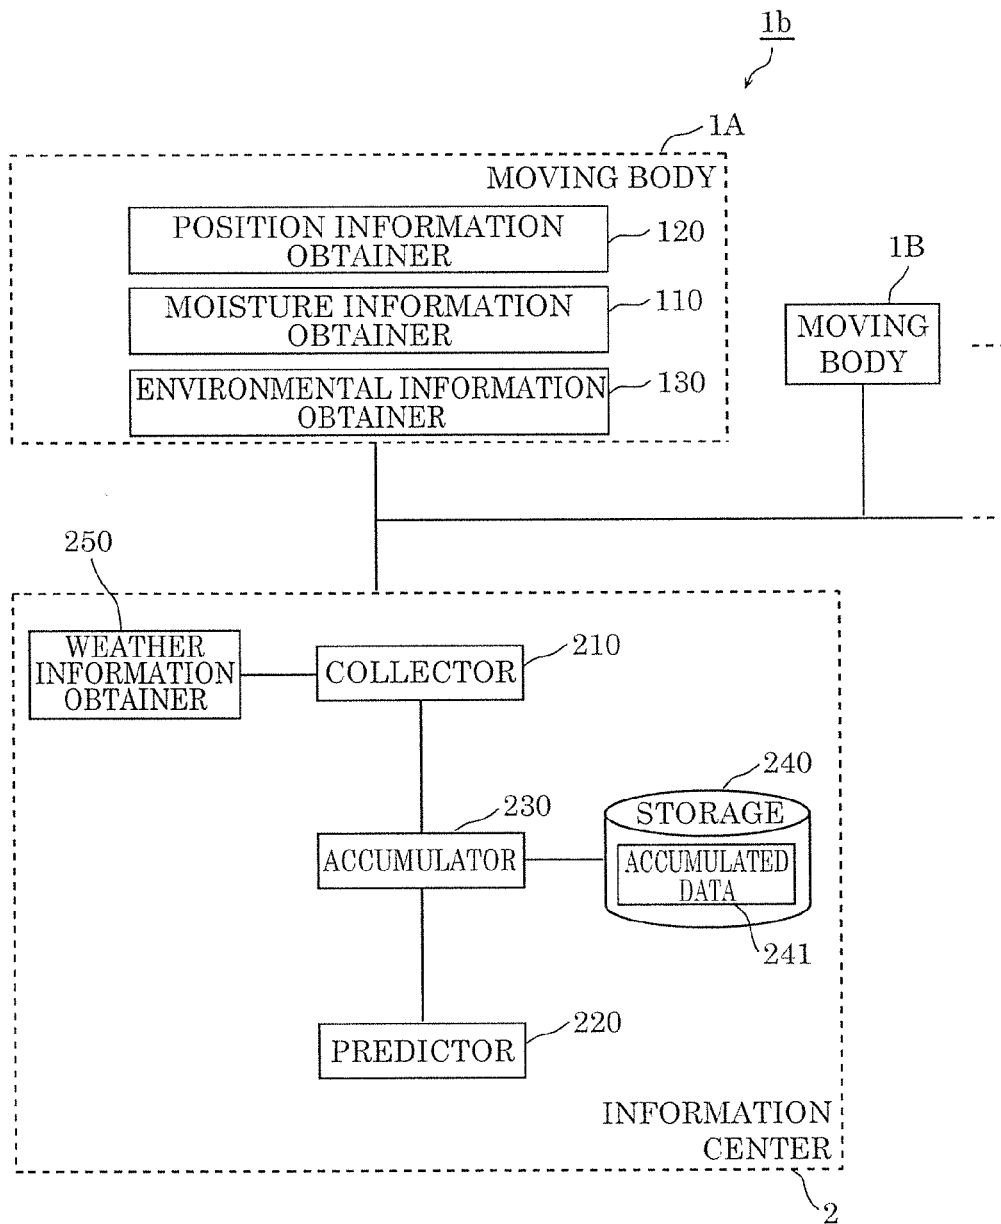 1b
1A
MOVING BODY
POSITION INFORMATION
OBTAINER
120
MOISTURE INFORMATION
OBTAINER
110
ENVIRONMENTAL INFORMATION
OBTAINER
130
1B
MOVING
BODY
250
WEATHER
INFORMATION
OBTAINER
COLLECTOR
210
230
ACCUMULATOR
240
STORAGE
ACCUMULATED
DATA
241
PREDICTOR
220
INFORMATION
CENTER
2